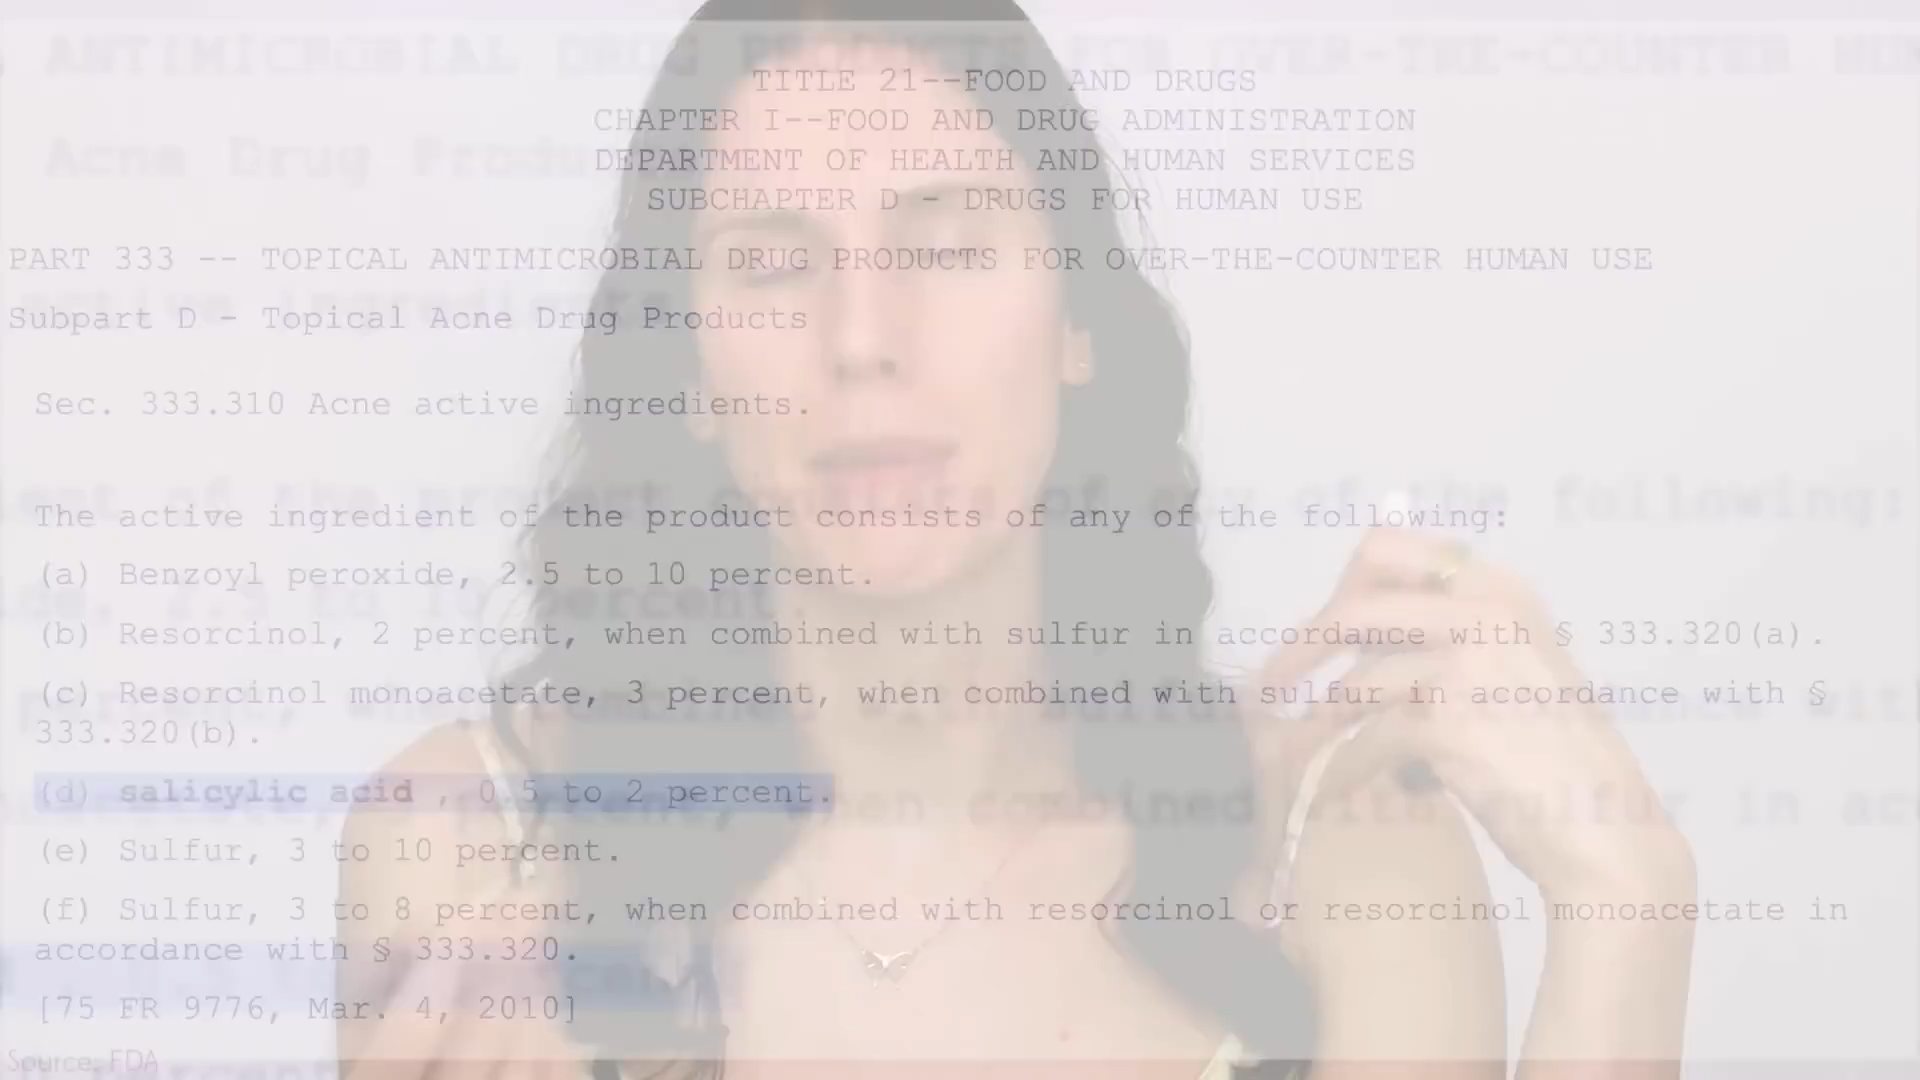 TITLE 21--FOOD AND DRUGS
CHAPTER I--FOOD AND DRUG ADMINISTRATION
DEPARTMENT OF HEALTH AND HUMAN SERVICES
SUBCHAPTER D - DRUGS FOR HUMAN USE
PART 333 -- TOPICAL ANTIMICROBIAL DRUG PRODUCTS FOR OVER-THE-COUNTER HUMAN USE
Subpart D - Topical Acne Drug Products
Sec. 333.310 Acne active ingredients.
The active ingredient of the product consists of any of the following:
(a) Benzoyl peroxide, 2.5 to 10 percent.
(b) Resorcinol, 2 percent, when combined with sulfur in accordance with § 333.320(a).
(c) Resorcinol monoacetate, 3 percent, when combined with sulfur in accordance with §
333.320(b).
(d) salicylic acid , 0.5 to 2 percent.
(e) Sulfur, 3 to 10 percent.
(f) Sulfur, 3 to 8 percent, when combined with resorcinol or resorcinol monoacetate in
accordance with § 333.320.
[75 FR 9776, Mar. 4, 2010]
Source: FDA